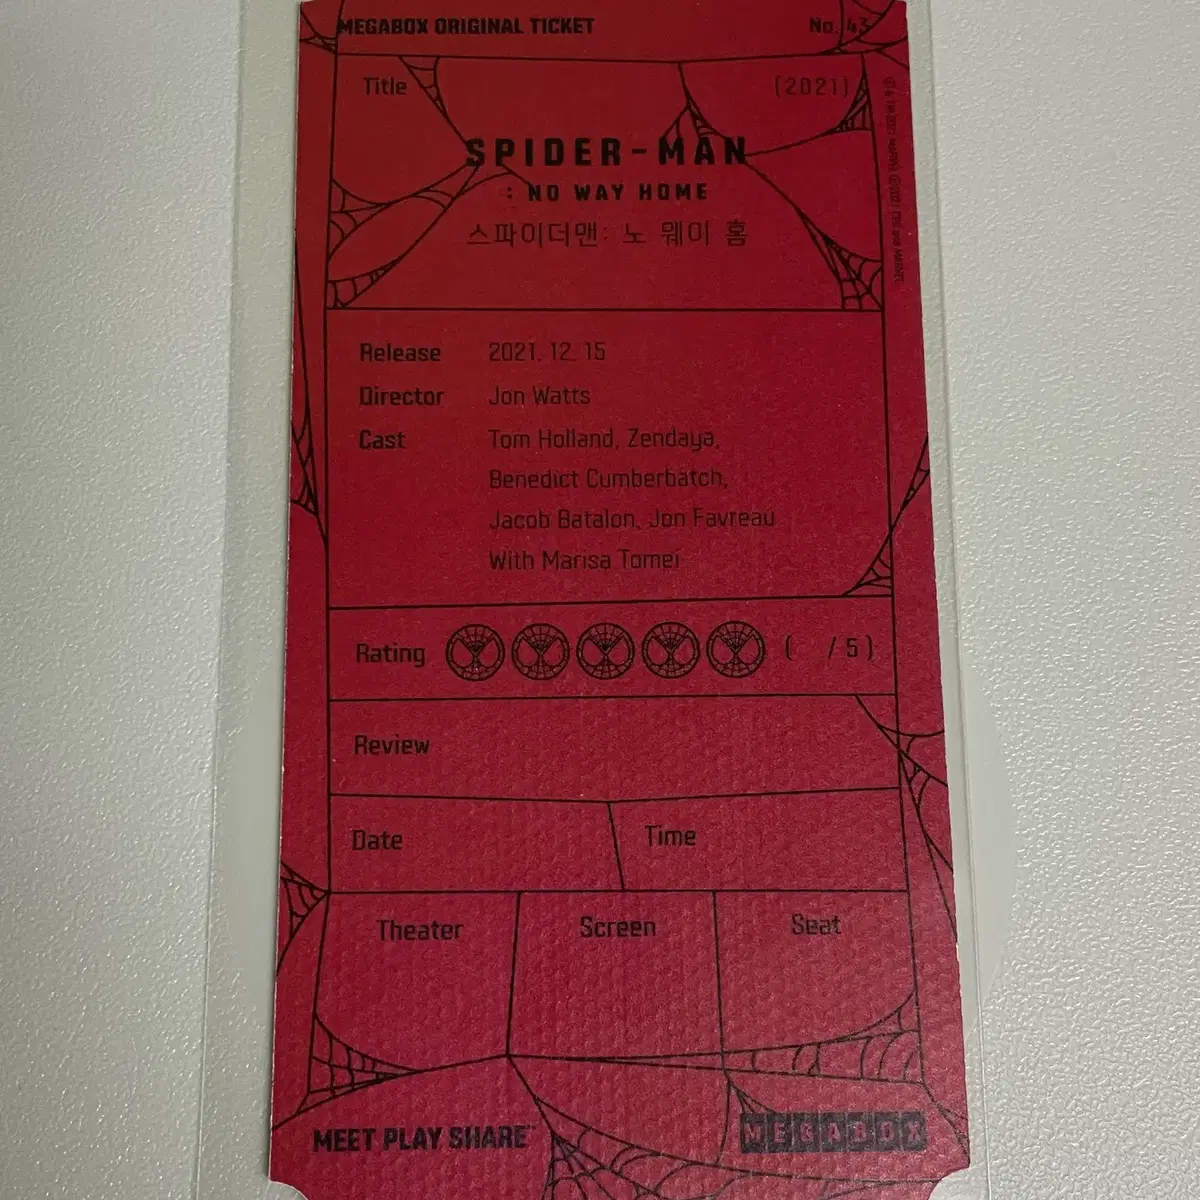 MEGABOX ORIGINAL TICKET
No. 43
Title
(2021)
SPIDER-MAN
: NO WAY HOME
스파이더맨: 노 웨이 홈
Release 2021. 12. 15
Director Jon Watts
Cast Tom Holland, Zendaya,
Benedict Cumberbatch,
Jacob Batalon, Jon Favreau
With Marisa Tomei
Rating ( /5)
Review
Date Time
Theater Screen Seat
MEET PLAY SHARE™
MEGABOX